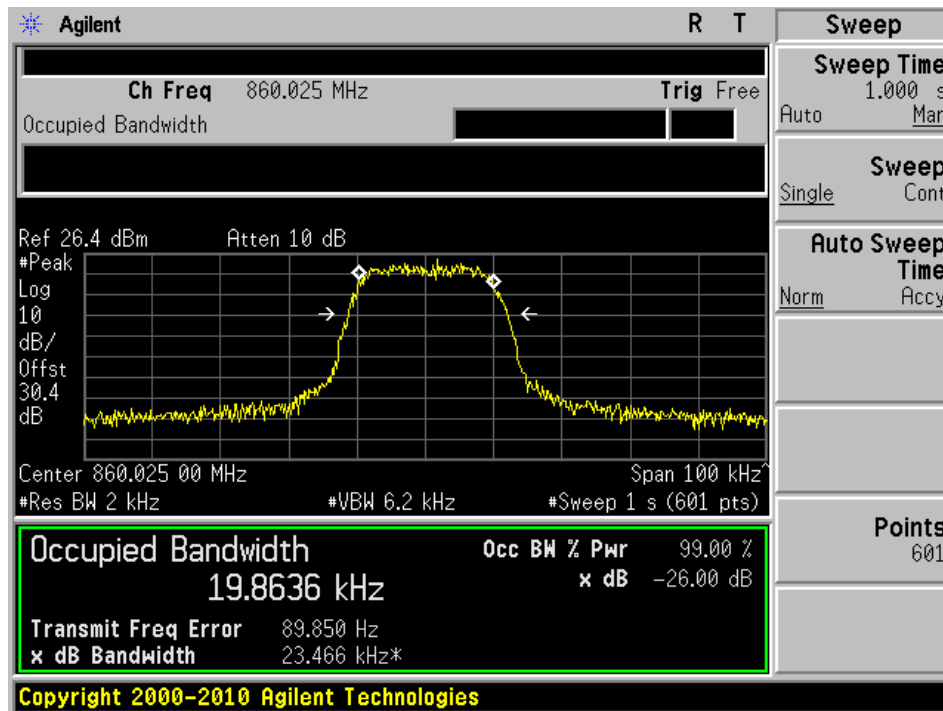 Agilent R T Sweep
Ch Freq 860.025 MHz Trig Free
Occupied Bandwidth
Ref 26.4 dBm Atten 10 dB
#Peak
Log
10
dB/
Offst
30.4
dB
Center 860.025 00 MHz Span 100 kHz^
#Res BW 2 kHz #VBW 6.2 kHz #Sweep 1 s (601 pts)
Occupied Bandwidth Occ BW % Pwr 99.00 %
19.8636 kHz x dB -26.00 dB
Transmit Freq Error 89.850 Hz
x dB Bandwidth 23.466 kHz*
Copyright 2000-2010 Agilent Technologies
Sweep Time
1.000 s
Auto Man
Sweep
Single Cont
Auto Sweep
Time
Norm Accy
Points
601